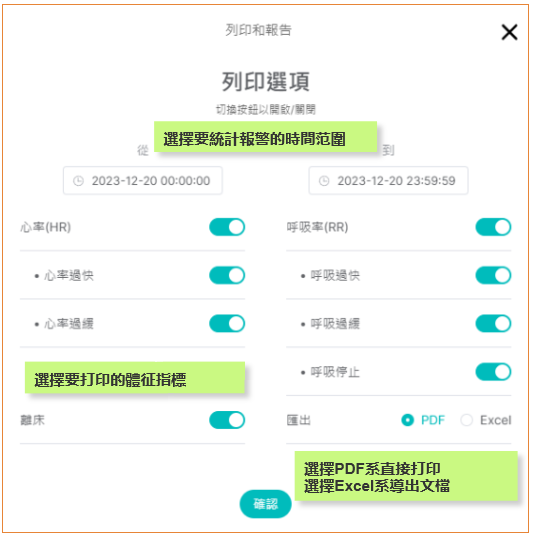 列印和報告
列印選項
切換按鈕以開啟/關閉
選擇要統計報警的時間范圍
從
到
2023-12-20 00:00:00
2023-12-20 23:59:59
心率(HR)
呼吸率(RR)
• 心率過快
• 呼吸過快
• 心率過緩
• 呼吸過緩
選擇要打印的體征指標
• 呼吸停止
離床
匯出
PDF
Excel
選擇PDF系直接打印
選擇Excel系導出文檔
確認